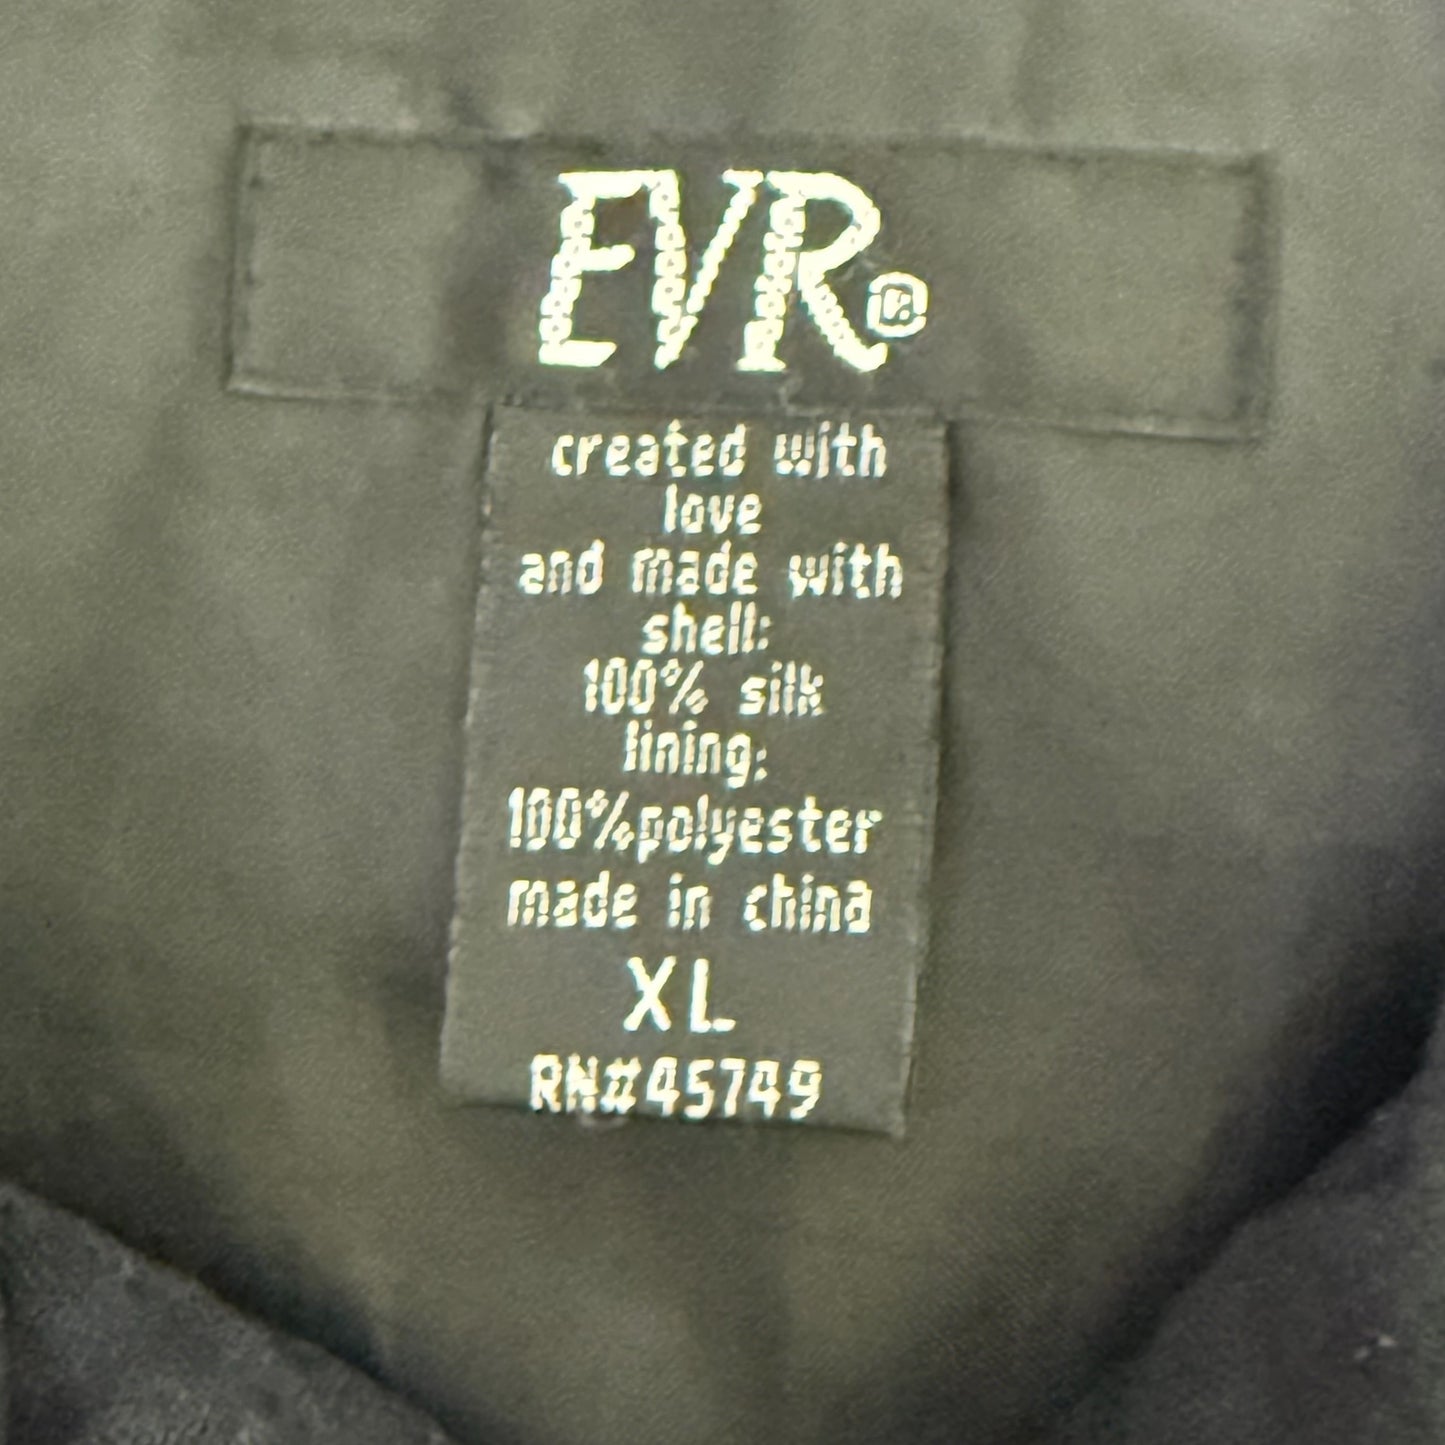 EVR®
created with
love
and made with
shell:
100% silk
lining:
100%polyester
made in china
XL
RN#45749